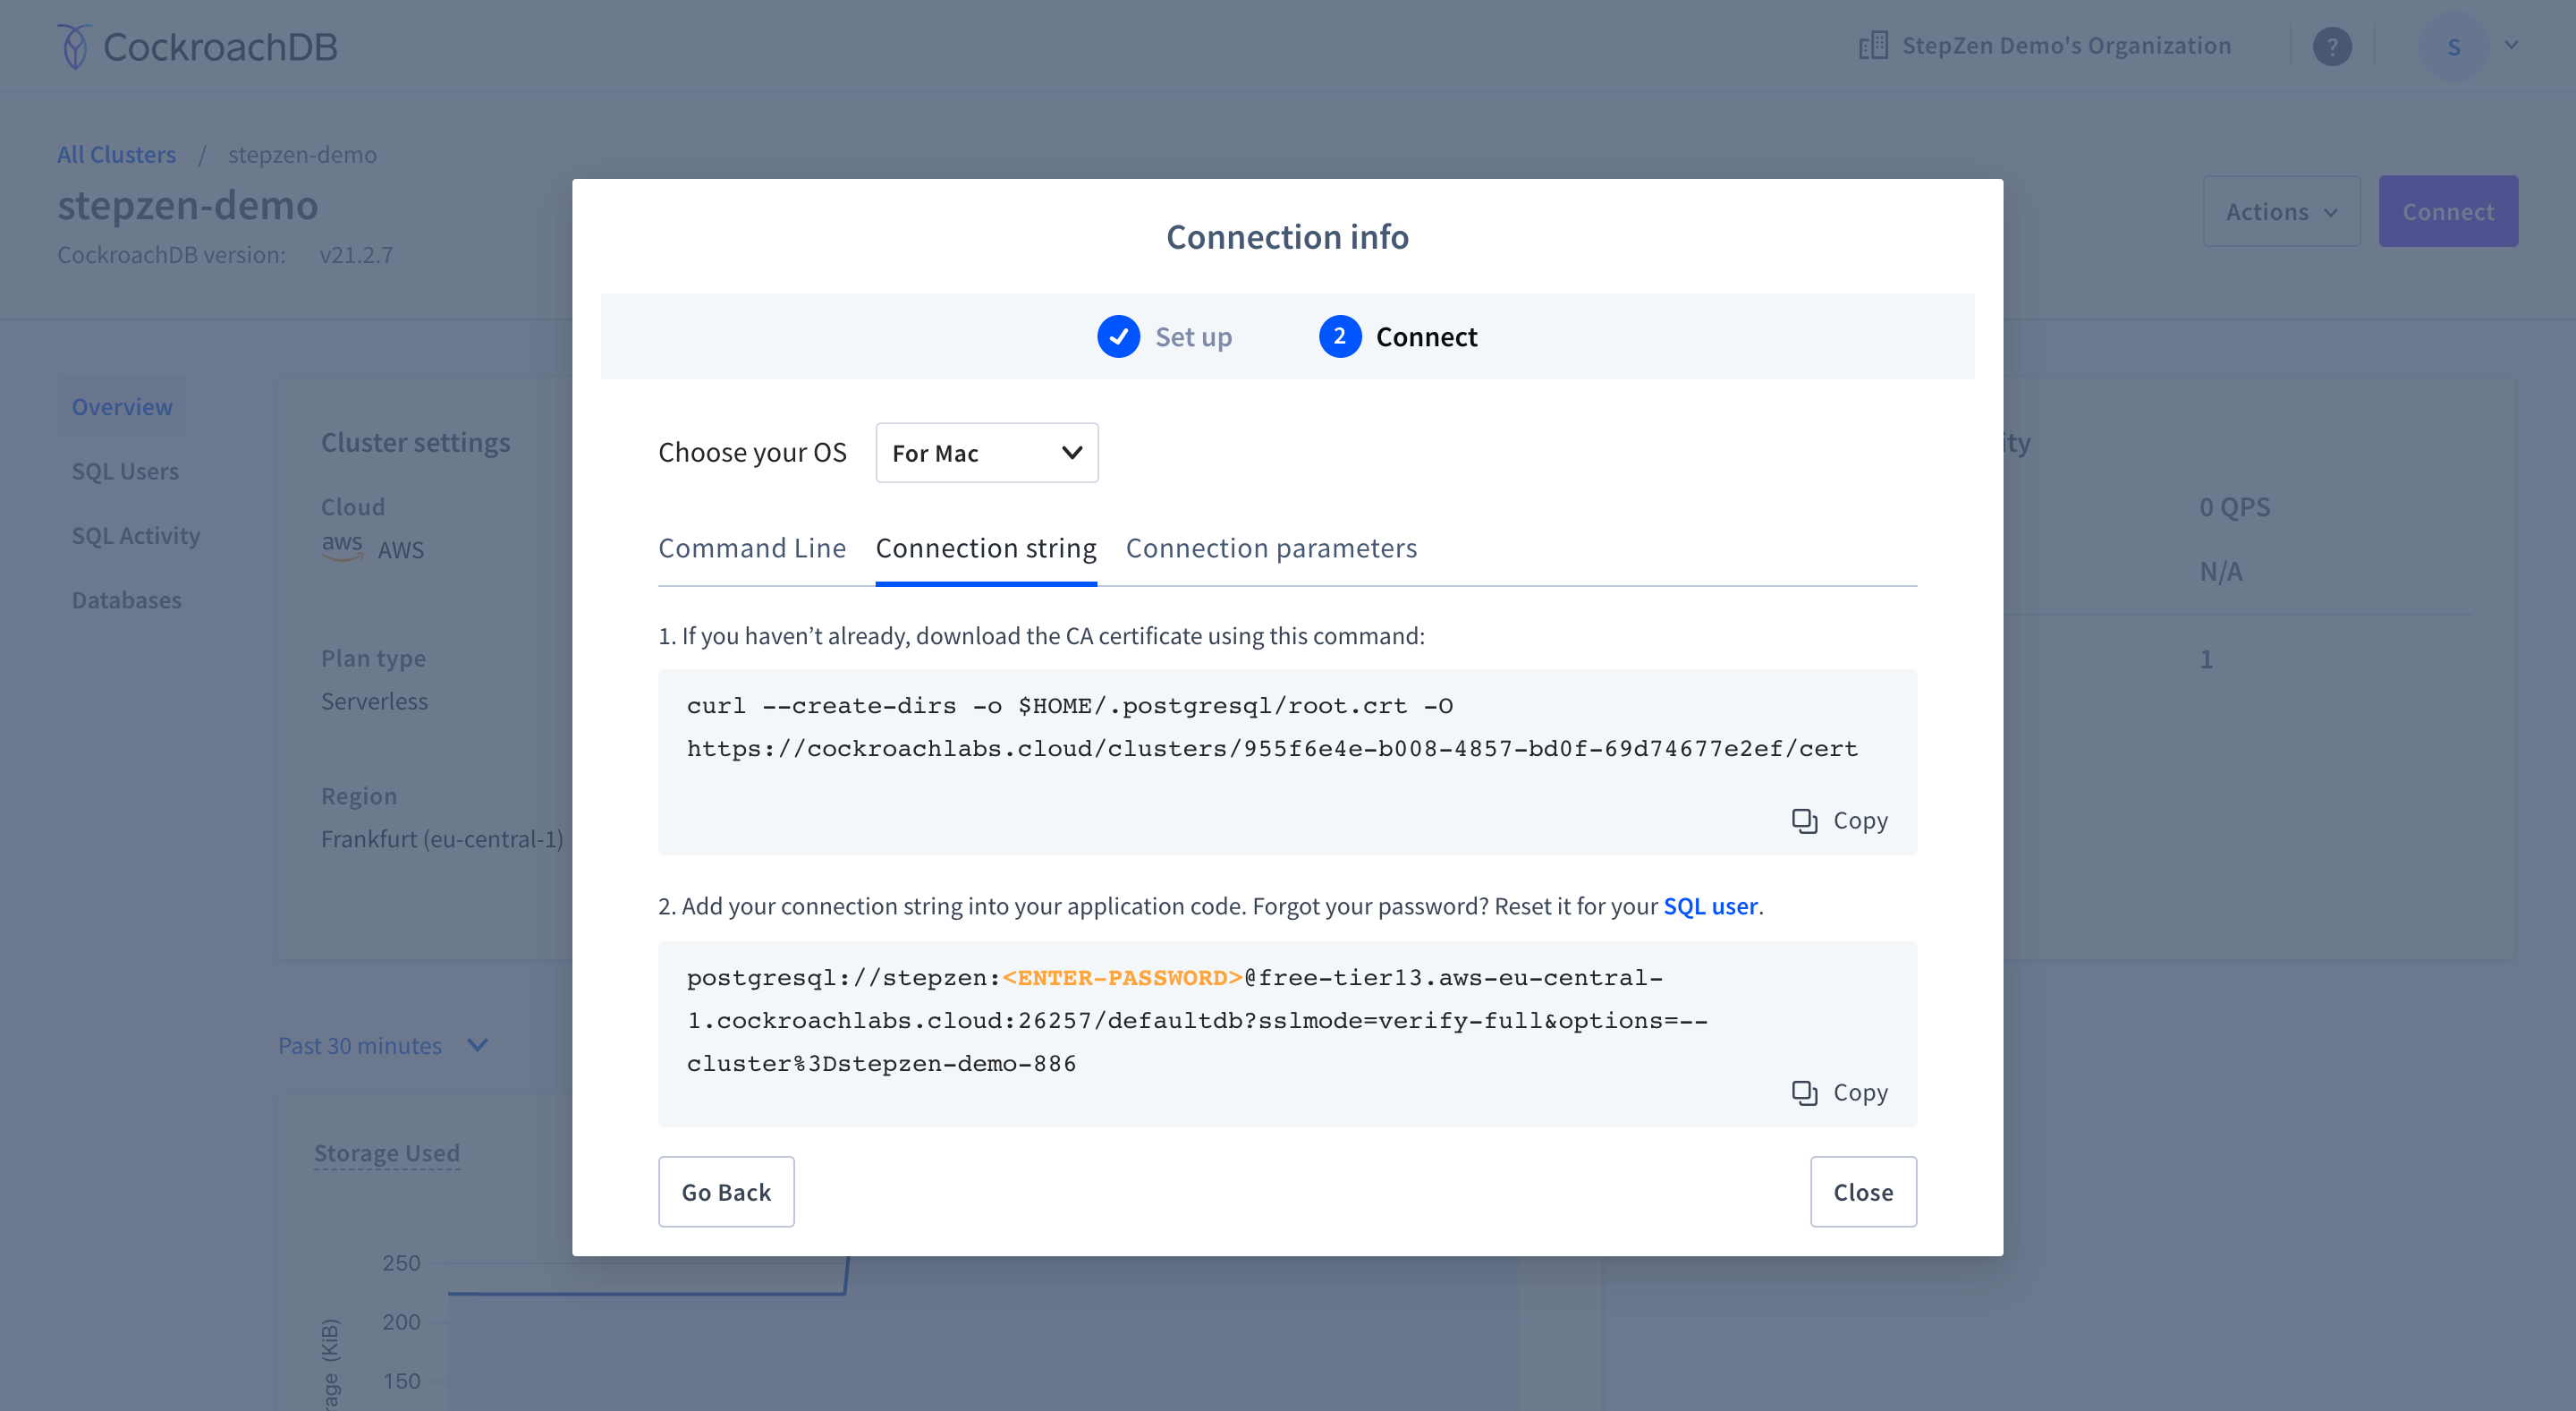 CockroachDB
StepZen Demo's Organization
?
S
All Clusters / stepzen-demo
stepzen-demo
CockroachDB version: v21.2.7
Actions
Connect
Overview
SQL Users
SQL Activity
Databases
Cluster settings
Cloud
aws AWS
Plan type
Serverless
Region
Frankfurt (eu-central-1)
0 QPS
N/A
1
Past 30 minutes
Storage Used
250
200
150
(KiB)
Connection info
Set up
2 Connect
Choose your OS For Mac
Command Line Connection string Connection parameters
1. If you haven’t already, download the CA certificate using this command:
curl --create-dirs -o $HOME/.postgresql/root.crt -O
https://cockroachlabs.cloud/clusters/955f6e4e-b008-4857-bd0f-69d74677e2ef/cert
Copy
2. Add your connection string into your application code. Forgot your password? Reset it for your SQL user.
postgresql://stepzen:<ENTER-PASSWORD>@free-tier13.aws-eu-central-
1.cockroachlabs.cloud:26257/defaultdb?sslmode=verify-full&options=--
cluster%3Dstepzen-demo-886
Copy
Go Back
Close